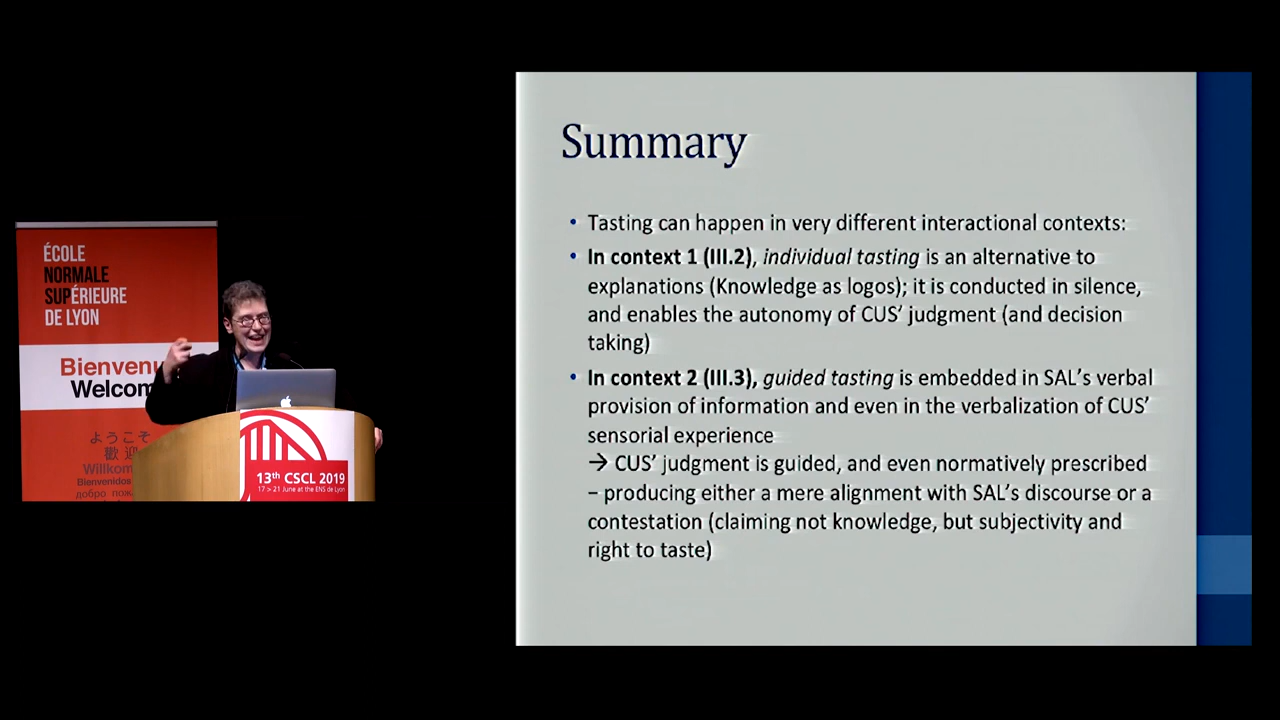 ÉCOLE
NORMALE
SUPÉRIEURE
DE LYON
Bienvenu
Welcom
ようこそ
歡迎
Willkom
Bienvenidos
добро пож
13th CSCL 2019
17 > 21 June at the ENS de Lyon
Summary
• Tasting can happen in very different interactional contexts:
• In context 1 (III.2), individual tasting is an alternative to
explanations (Knowledge as logos); it is conducted in silence,
and enables the autonomy of CUS' judgment (and decision
taking)
• In context 2 (III.3), guided tasting is embedded in SAL's verbal
provision of information and even in the verbalization of CUS'
sensorial experience
→ CUS' judgment is guided, and even normatively prescribed
– producing either a mere alignment with SAL's discourse or a
contestation (claiming not knowledge, but subjectivity and
right to taste)